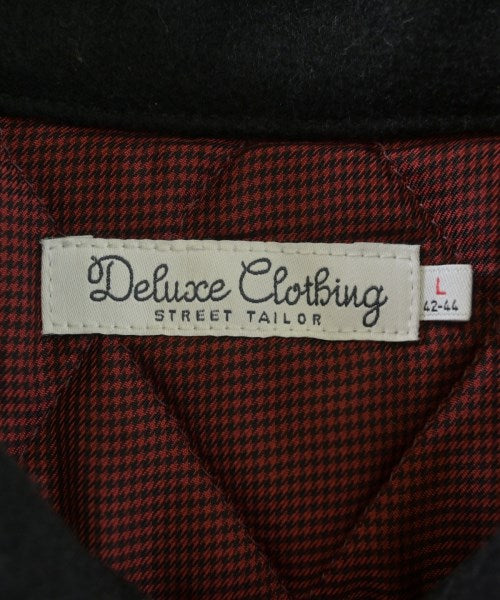 Deluxe Clothing
STREET TAILOR
L
42-44